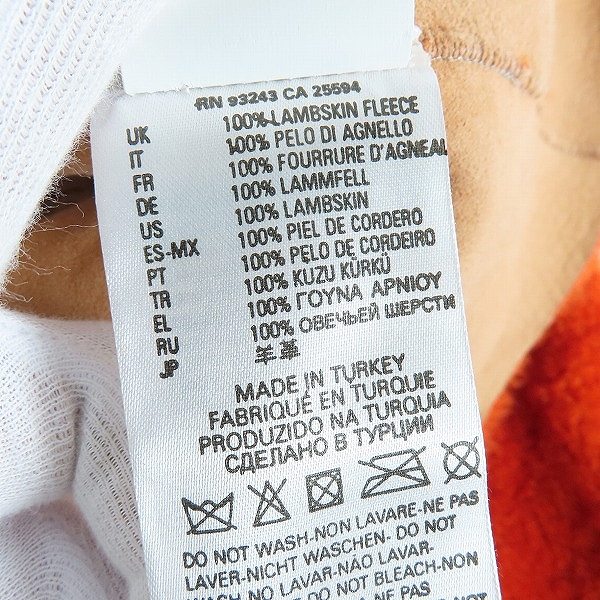 RN 93243 CA 25594
UK 100% LAMBSKIN FLEECE
IT 100% PELO DI AGNELLO
FR 100% FOURRURE D'AGNEAU
DE 100% LAMMFELL
US 100% LAMBSKIN
ES-MX 100% PIEL DE CORDERO
PT 100% PELO DE CORDEIRO
TR 100% KUZU KÜRKÜ
EL 100% ΓΟΥΝΑ ΑΡΝΙΟΥ
RU 100% ОВЕЧЬЕЙ ШЕРСТИ
JP 羊革
MADE IN TURKEY
FABRIQUÉ EN TURQUIE
PRODUZIDO NA TURQUIA
СДЕЛАНО В ТУРЦИИ
DO NOT WASH-NON LAVARE-NE PAS
LAVER-NICHT WASCHEN- DO NOT
WASH-NO LAVAR-NÃO LAVAR-
DO NOT BLEACH-NON
NE PAS